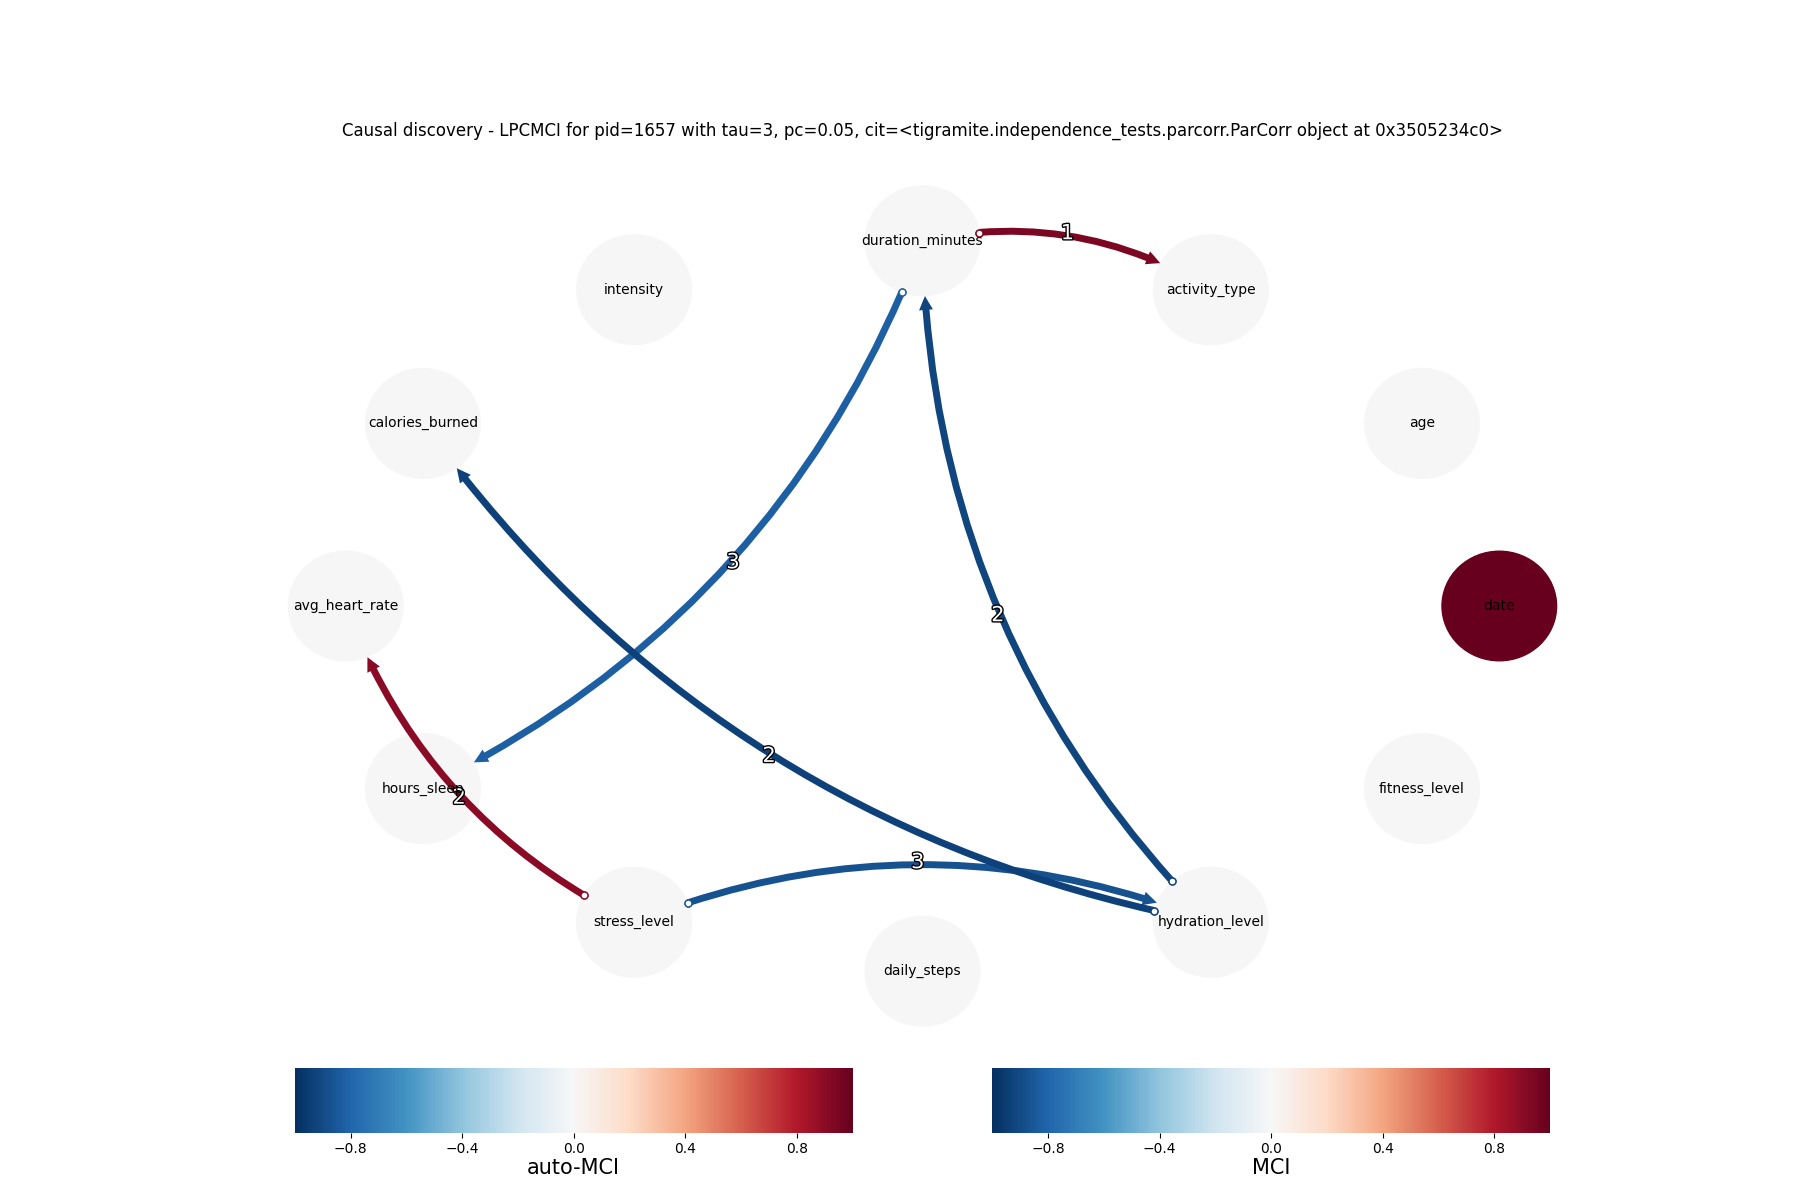 Causal discovery - LPCMCI for pid=1657 with tau=3, pc=0.05, cit=<tigramite.independence_tests.parcorr.ParCorr object at 0x3505234c0>
duration_minutes
1
intensity
activity_type
calories_burned
age
3
avg_heart_rate
date
2
2
hours_sleep
2
fitness_level
3
stress_level
hydration_level
daily_steps
−0.8 −0.4 0.0 0.4 0.8
auto-MCI
−0.8 −0.4 0.0 0.4 0.8
MCI